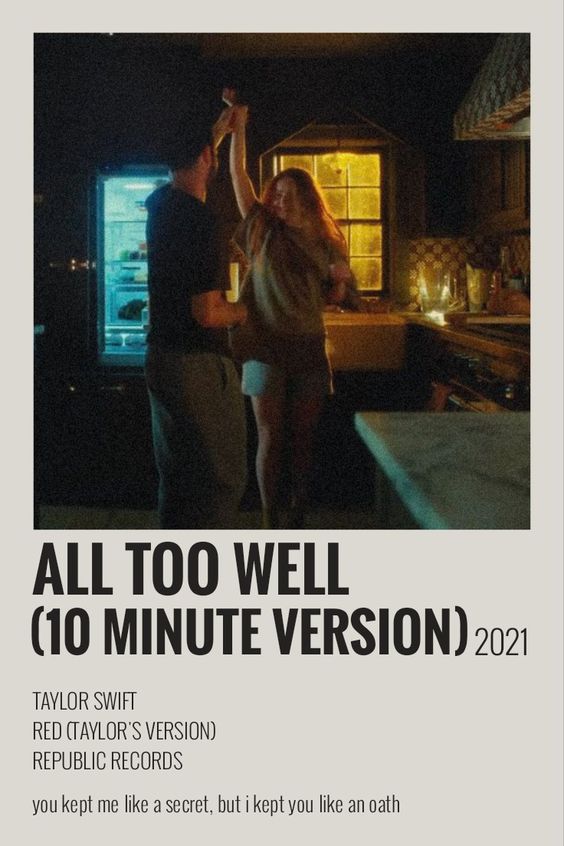 ALL TOO WELL
(10 MINUTE VERSION) 2021
TAYLOR SWIFT
RED (TAYLOR'S VERSION)
REPUBLIC RECORDS
you kept me like a secret, but i kept you like an oath